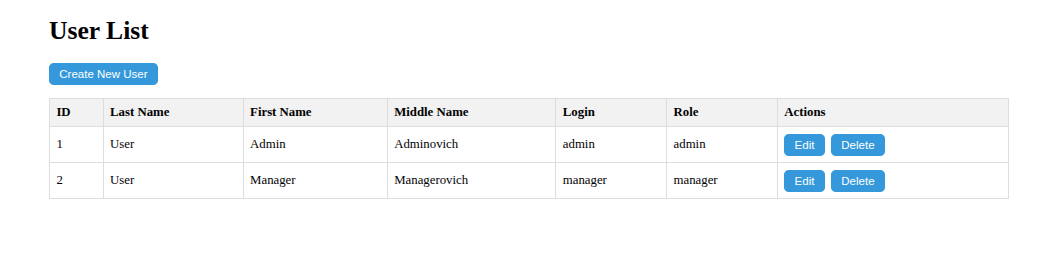 User List
Create New User
ID Last Name First Name Middle Name Login Role Actions
1 User Admin Adminovich admin admin Edit Delete
2 User Manager Managerovich manager manager Edit Delete